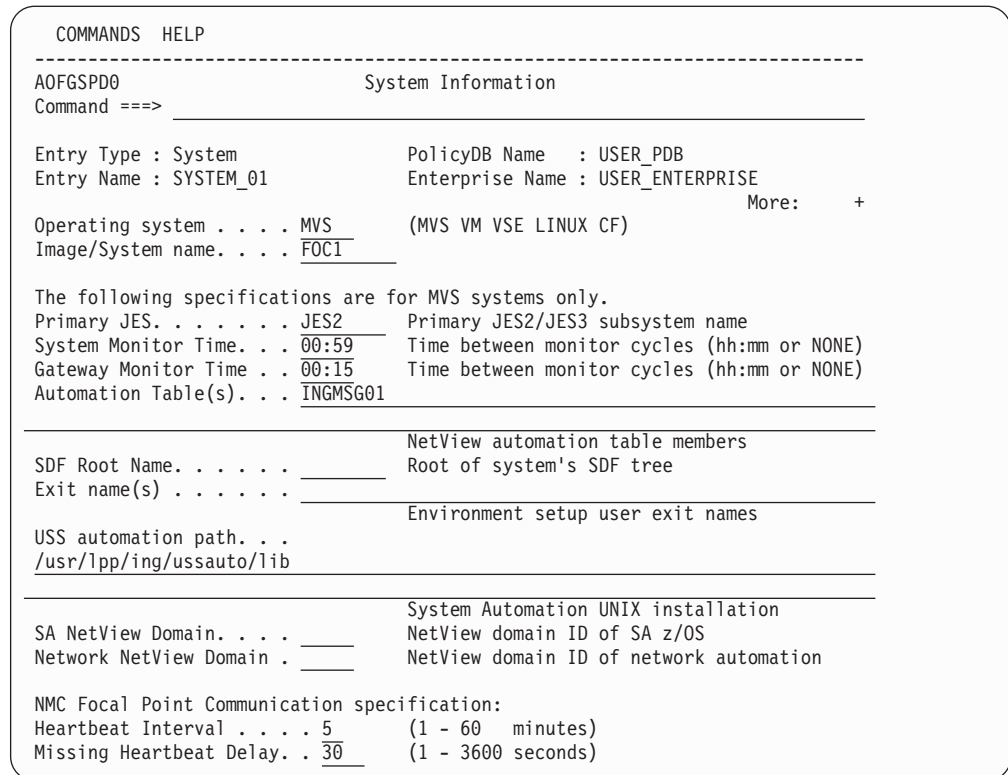 COMMANDS HELP
-------------------------------------------------------------------------------
AOFGSPD0 System Information
Command ===>
Entry Type : System PolicyDB Name : USER_PDB
Entry Name : SYSTEM_01 Enterprise Name : USER_ENTERPRISE
More: +
Operating system . . . . MVS (MVS VM VSE LINUX CF)
Image/System name. . . . FOC1
The following specifications are for MVS systems only.
Primary JES. . . . . . . JES2 Primary JES2/JES3 subsystem name
System Monitor Time. . . 00:59 Time between monitor cycles (hh:mm or NONE)
Gateway Monitor Time . . 00:15 Time between monitor cycles (hh:mm or NONE)
Automation Table(s). . . INGMSG01
NetView automation table members
SDF Root Name. . . . . . Root of system's SDF tree
Exit name(s) . . . . . .
Environment setup user exit names
USS automation path. . .
/usr/lpp/ing/ussauto/lib
System Automation UNIX installation
SA NetView Domain. . . . NetView domain ID of SA z/OS
Network NetView Domain . NetView domain ID of network automation
NMC Focal Point Communication specification:
Heartbeat Interval . . . . 5 (1 - 60 minutes)
Missing Heartbeat Delay. . 30 (1 - 3600 seconds)